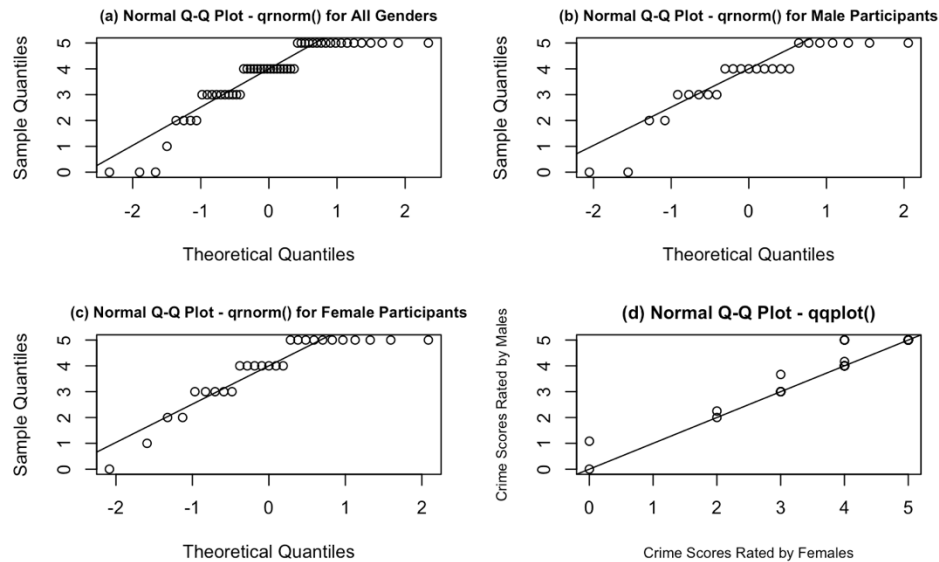 (a) Normal Q-Q Plot - qrnorm() for All Genders
Sample Quantiles
5
4
3
2
1
0
-2 -1 0 1 2
Theoretical Quantiles
(b) Normal Q-Q Plot - qrnorm() for Male Participants
Sample Quantiles
5
4
3
2
1
0
-2 -1 0 1 2
Theoretical Quantiles
(c) Normal Q-Q Plot - qrnorm() for Female Participants
Sample Quantiles
5
4
3
2
1
0
-2 -1 0 1 2
Theoretical Quantiles
(d) Normal Q-Q Plot - qqplot()
Crime Scores Rated by Males
5
4
3
2
1
0
0 1 2 3 4 5
Crime Scores Rated by Females